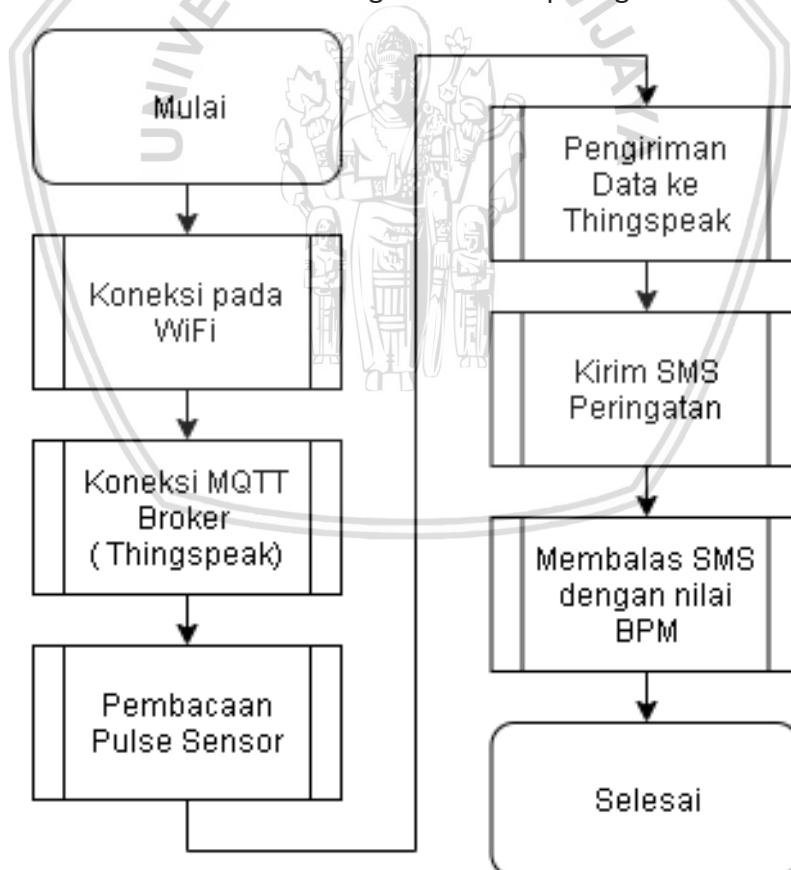 Mulai
Koneksi pada
WiFi
Koneksi MQTT
Broker
( Thingspeak)
Pembacaan
Pulse Sensor
Pengiriman
Data ke
Thingspeak
Kirim SMS
Peringatan
Membalas SMS
dengan nilai
BPM
Selesai